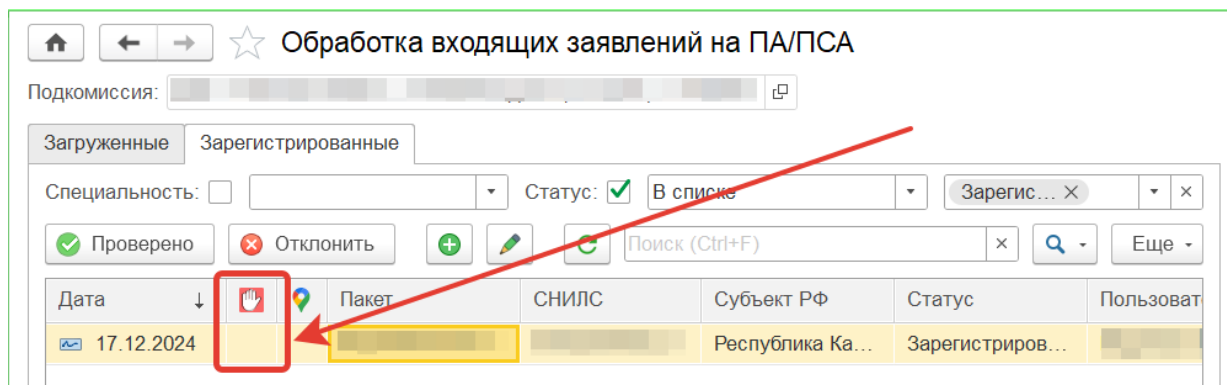 Обработка входящих заявлений на ПА/ПСА
Подкомиссия:
Загруженные Зарегистрированные
Специальность: Статус: В списке Зарегис... ×
Проверено Отклонить Поиск (Ctrl+F) × Еще
Дата ↓ Пакет СНИЛС Субъект РФ Статус Пользоват
17.12.2024 Республика Ка... Зарегистриров...